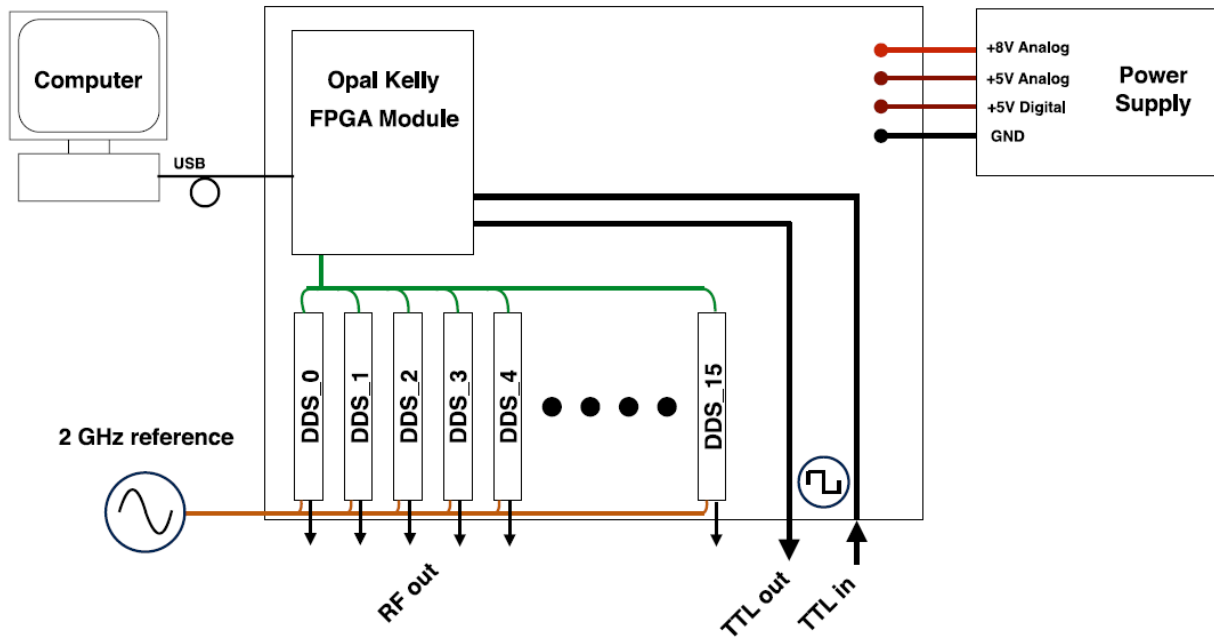 Computer
Opal Kelly
FPGA Module
+8V Analog
+5V Analog
+5V Digital
GND
Power
Supply
USB
DDS_0
DDS_1
DDS_2
DDS_3
DDS_4
DDS_15
2 GHz reference
RF out
TTL out
TTL in